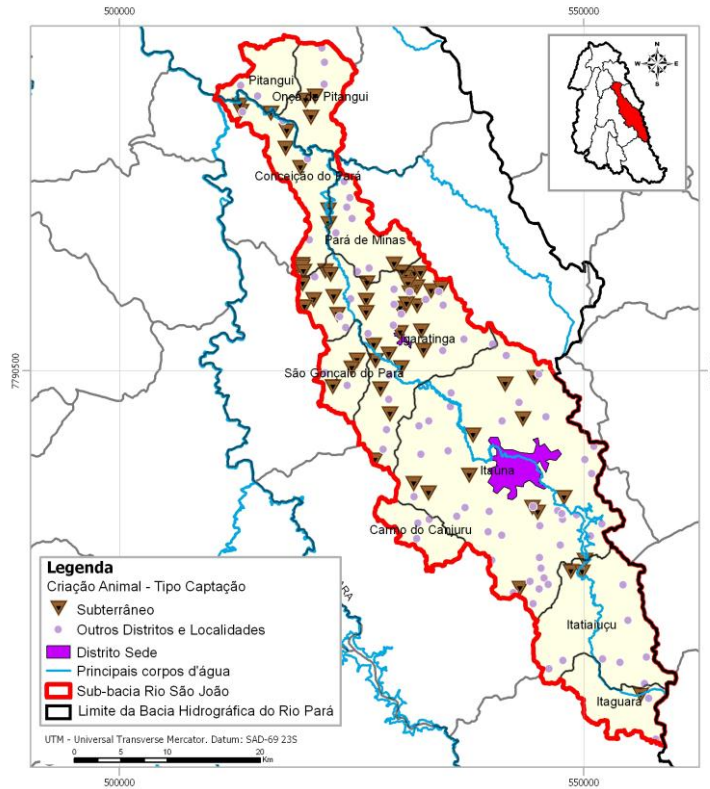 500000
550000
N
W
E
S
Pitangui
Onça de Pitangui
Conceição do Pará
Pará de Minas
Igaratinga
7790500
7790500
São Gonçalo do Pará
Itaúna
Carmo do Cajuru
Itatiaiuçu
Itaguara
Legenda
Criação Animal - Tipo Captação
Subterrâneo
Outros Distritos e Localidades
Distrito Sede
Principais corpos d'água
Sub-bacia Rio São João
Limite da Bacia Hidrográfica do Rio Pará
UTM - Universal Transverse Mercator. Datum: SAD-69 23S
0 5 10 20
Km
500000
550000